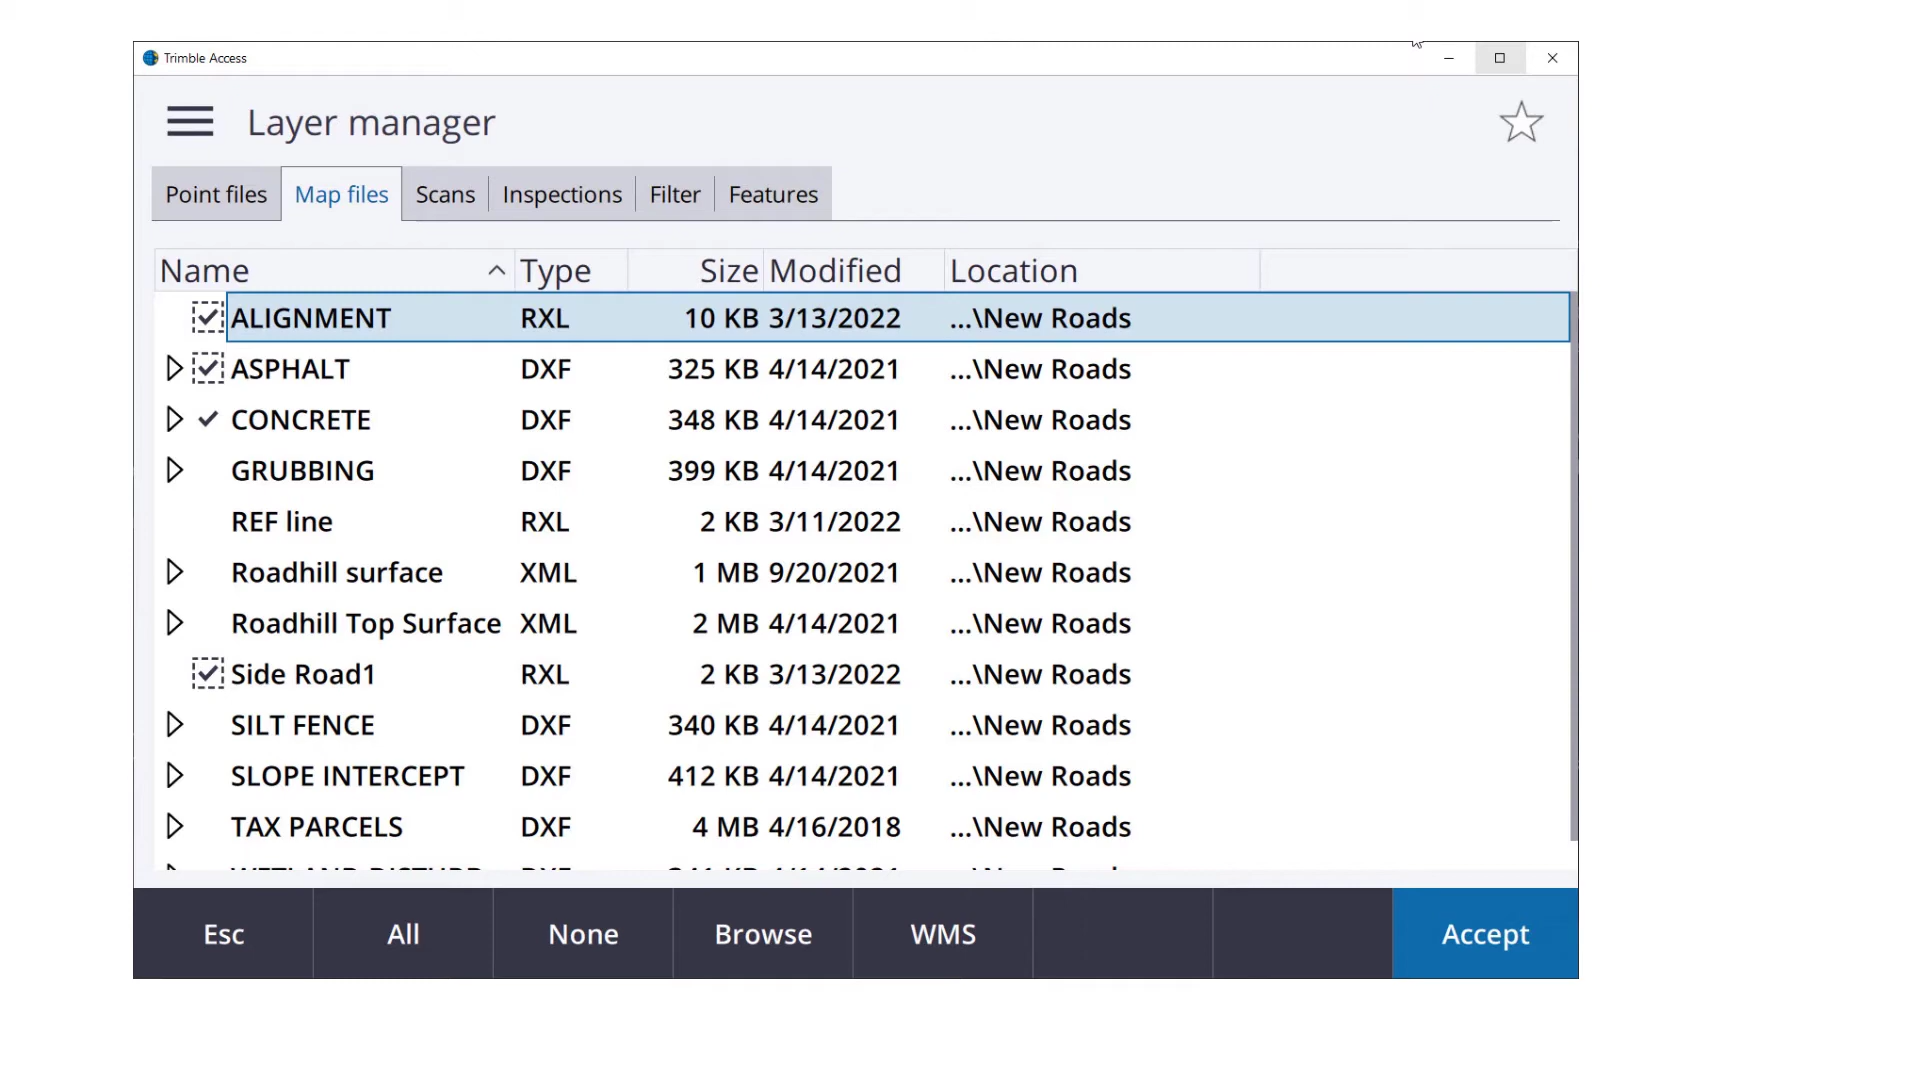 Trimble Access
Layer manager
Point files Map files Scans Inspections Filter Features
Name Type Size Modified Location
ALIGNMENT RXL 10 KB 3/13/2022 ...\New Roads
ASPHALT DXF 325 KB 4/14/2021 ...\New Roads
CONCRETE DXF 348 KB 4/14/2021 ...\New Roads
GRUBBING DXF 399 KB 4/14/2021 ...\New Roads
REF line RXL 2 KB 3/11/2022 ...\New Roads
Roadhill surface XML 1 MB 9/20/2021 ...\New Roads
Roadhill Top Surface XML 2 MB 4/14/2021 ...\New Roads
Side Road1 RXL 2 KB 3/13/2022 ...\New Roads
SILT FENCE DXF 340 KB 4/14/2021 ...\New Roads
SLOPE INTERCEPT DXF 412 KB 4/14/2021 ...\New Roads
TAX PARCELS DXF 4 MB 4/16/2018 ...\New Roads
Esc All None Browse WMS Accept